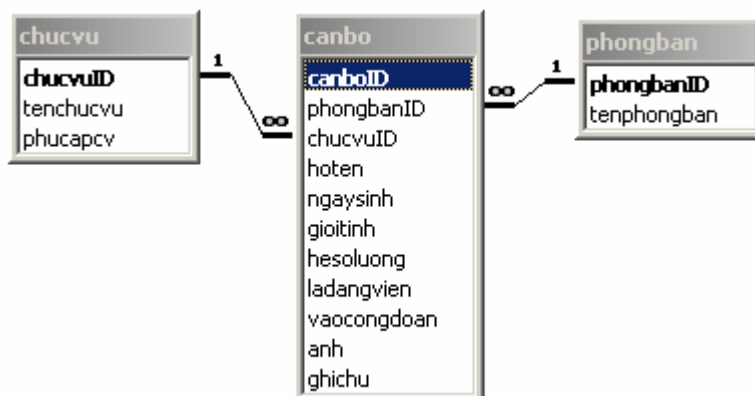 chucvu
chucvuID
tenchucvu
phucapcv
1
∞
canbo
canboID
phongbanID
chucvuID
hoten
ngaysinh
gioitinh
hesoluong
ladangvien
vaocongdoan
anh
ghichu
∞
1
phongban
phongbanID
tenphongban